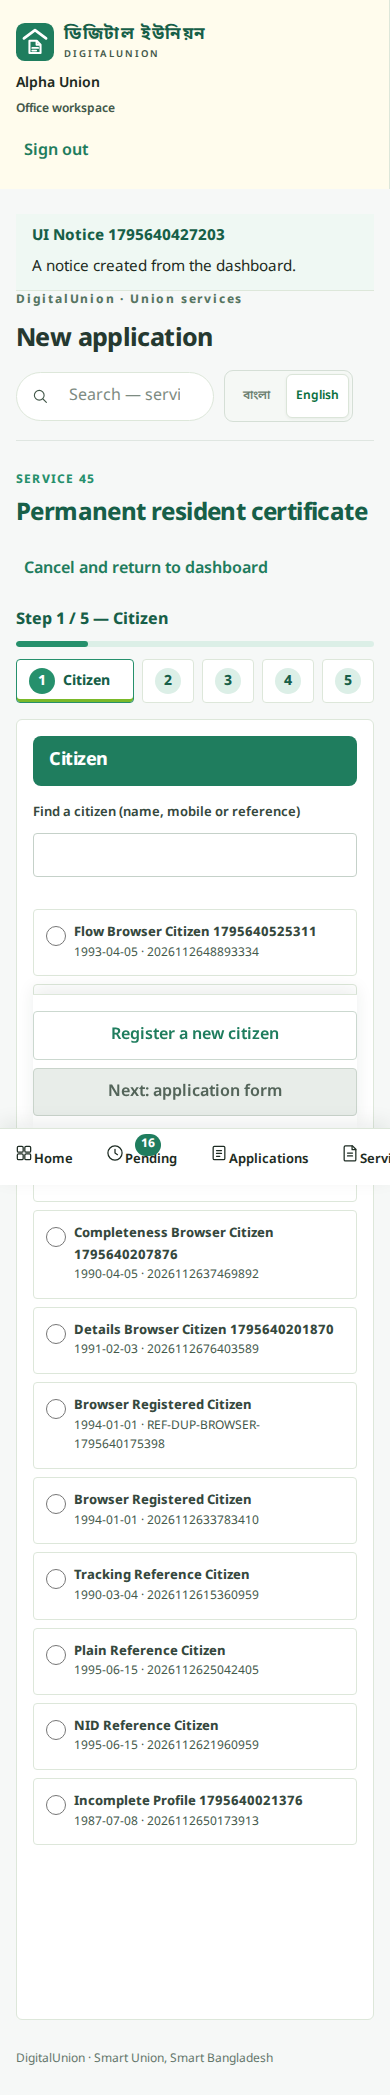 ডিজিটাল ইউনিয়ন
DIGITALUNION
Alpha Union
Office workspace
Sign out
UI Notice 1795640427203
A notice created from the dashboard.
DigitalUnion · Union services
New application
Search — servi
বাংলা
English
SERVICE 45
Permanent resident certificate
Cancel and return to dashboard
Step 1 / 5 — Citizen
1 Citizen 2 3 4 5
Citizen
Find a citizen (name, mobile or reference)
Flow Browser Citizen 1795640525311
1993-04-05 · 2026112648893334
Register a new citizen
Next: application form
16
Home Pending Applications Servi
Completeness Browser Citizen
1795640207876
1990-04-05 · 2026112637469892
Details Browser Citizen 1795640201870
1991-02-03 · 2026112676403589
Browser Registered Citizen
1994-01-01 · REF-DUP-BROWSER-
1795640175398
Browser Registered Citizen
1994-01-01 · 2026112633783410
Tracking Reference Citizen
1990-03-04 · 2026112615360959
Plain Reference Citizen
1995-06-15 · 2026112625042405
NID Reference Citizen
1995-06-15 · 2026112621960959
Incomplete Profile 1795640021376
1987-07-08 · 2026112650173913
DigitalUnion · Smart Union, Smart Bangladesh